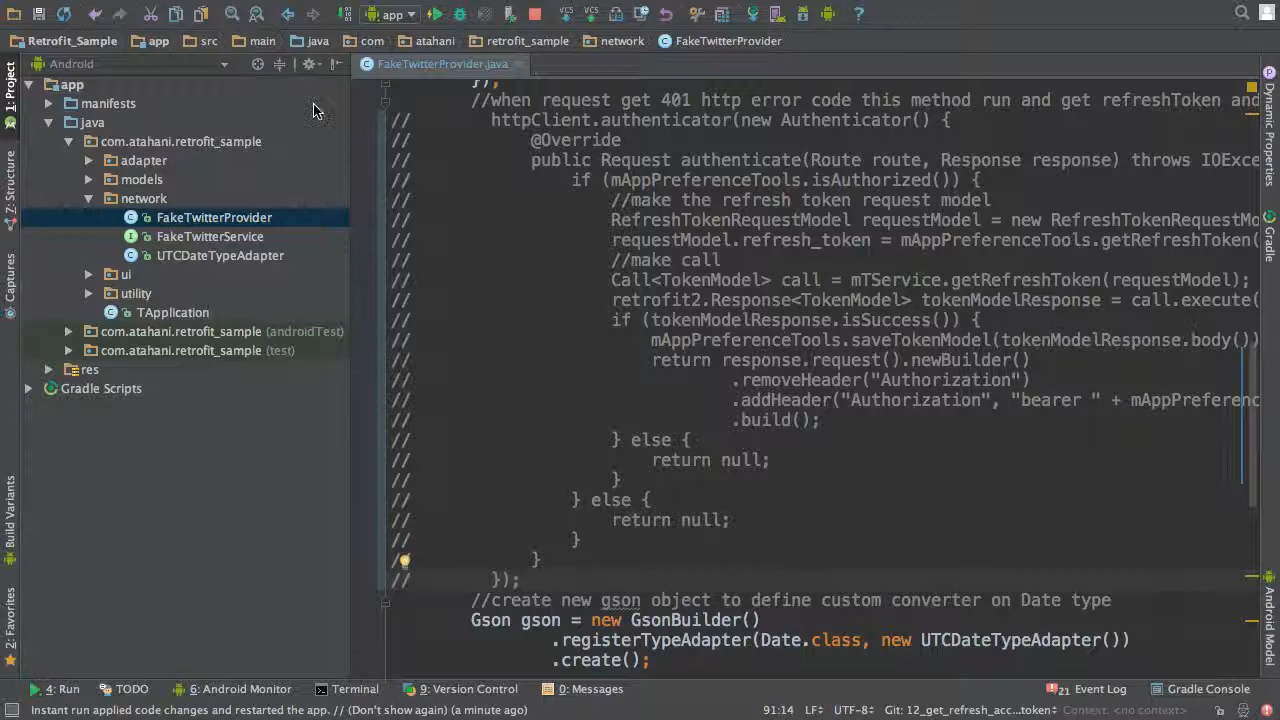 app
Retrofit_Sample app src main java com atahani retrofit_sample network FakeTwitterProvider
Android
FakeTwitterProvider.java
1: Project
Z: Structure
Captures
Build Variants
2: Favorites
app
manifests
java
com.atahani.retrofit_sample
adapter
models
network
FakeTwitterProvider
FakeTwitterService
UTCDateTypeAdapter
ui
utility
TApplication
com.atahani.retrofit_sample (androidTest)
com.atahani.retrofit_sample (test)
res
Gradle Scripts
});
//when request get 401 http error code this method run and get refreshToken and
// httpClient.authenticator(new Authenticator() {
// @Override
// public Request authenticate(Route route, Response response) throws IOExce
// if (mAppPreferenceTools.isAuthorized()) {
// //make the refresh token request model
// RefreshTokenRequestModel requestModel = new RefreshTokenRequestMo
// requestModel.refresh_token = mAppPreferenceTools.getRefreshToken(
// //make call
// Call<TokenModel> call = mTService.getRefreshToken(requestModel);
// retrofit2.Response<TokenModel> tokenModelResponse = call.execute(
// if (tokenModelResponse.isSuccess()) {
// mAppPreferenceTools.saveTokenModel(tokenModelResponse.body())
// return response.request().newBuilder()
// .removeHeader("Authorization")
// .addHeader("Authorization", "bearer " + mAppPreferenc
// .build();
// } else {
// return null;
// }
// } else {
// return null;
// }
/ }
// });
//create new gson object to define custom converter on Date type
Gson gson = new GsonBuilder()
.registerTypeAdapter(Date.class, new UTCDateTypeAdapter())
.create();
Dynamic Properties
Gradle
Android Model
4: Run TODO 6: Android Monitor Terminal 9: Version Control 0: Messages 21 Event Log Gradle Console
Instant run applied code changes and restarted the app. // (Don't show again) (a minute ago) 91:14 LF÷ UTF-8÷ Git: 12_get_refresh_acc...token÷ Context: <no context>